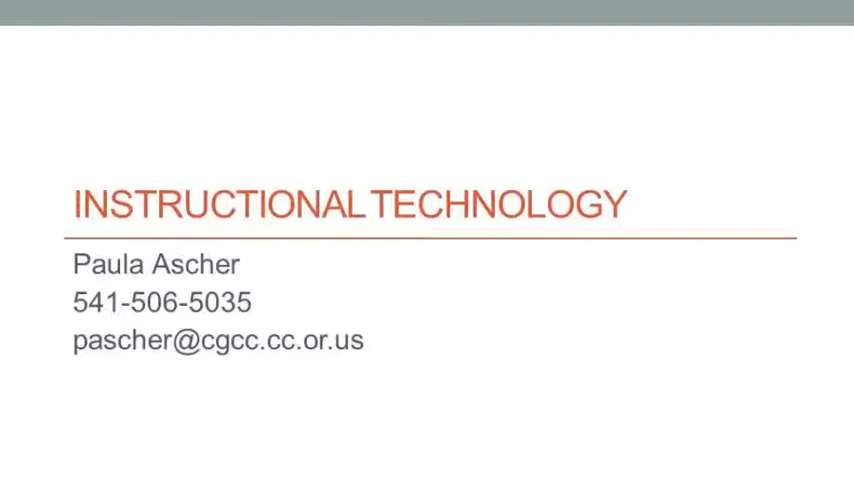 INSTRUCTIONAL TECHNOLOGY
Paula Ascher
541-506-5035
pascher@cgcc.cc.or.us